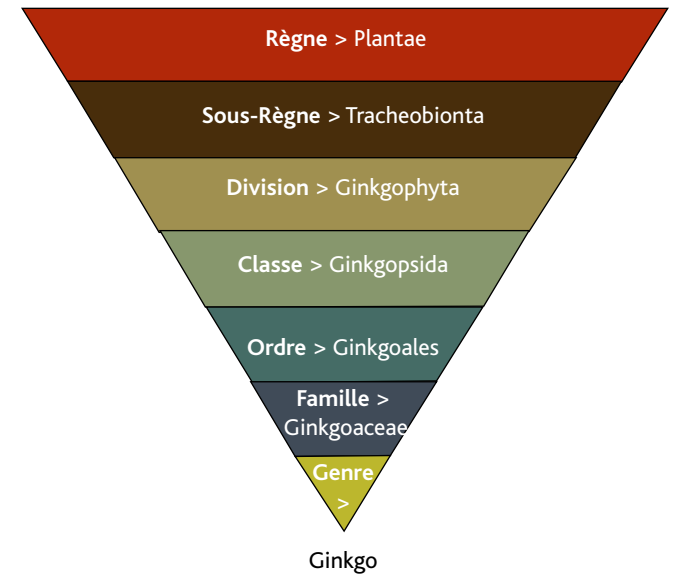 Règne > Plantae
Sous-Règne > Tracheobionta
Division > Ginkgophyta
Classe > Ginkgopsida
Ordre > Ginkgoales
Famille >
Ginkgoaceae
Genre
>
Ginkgo